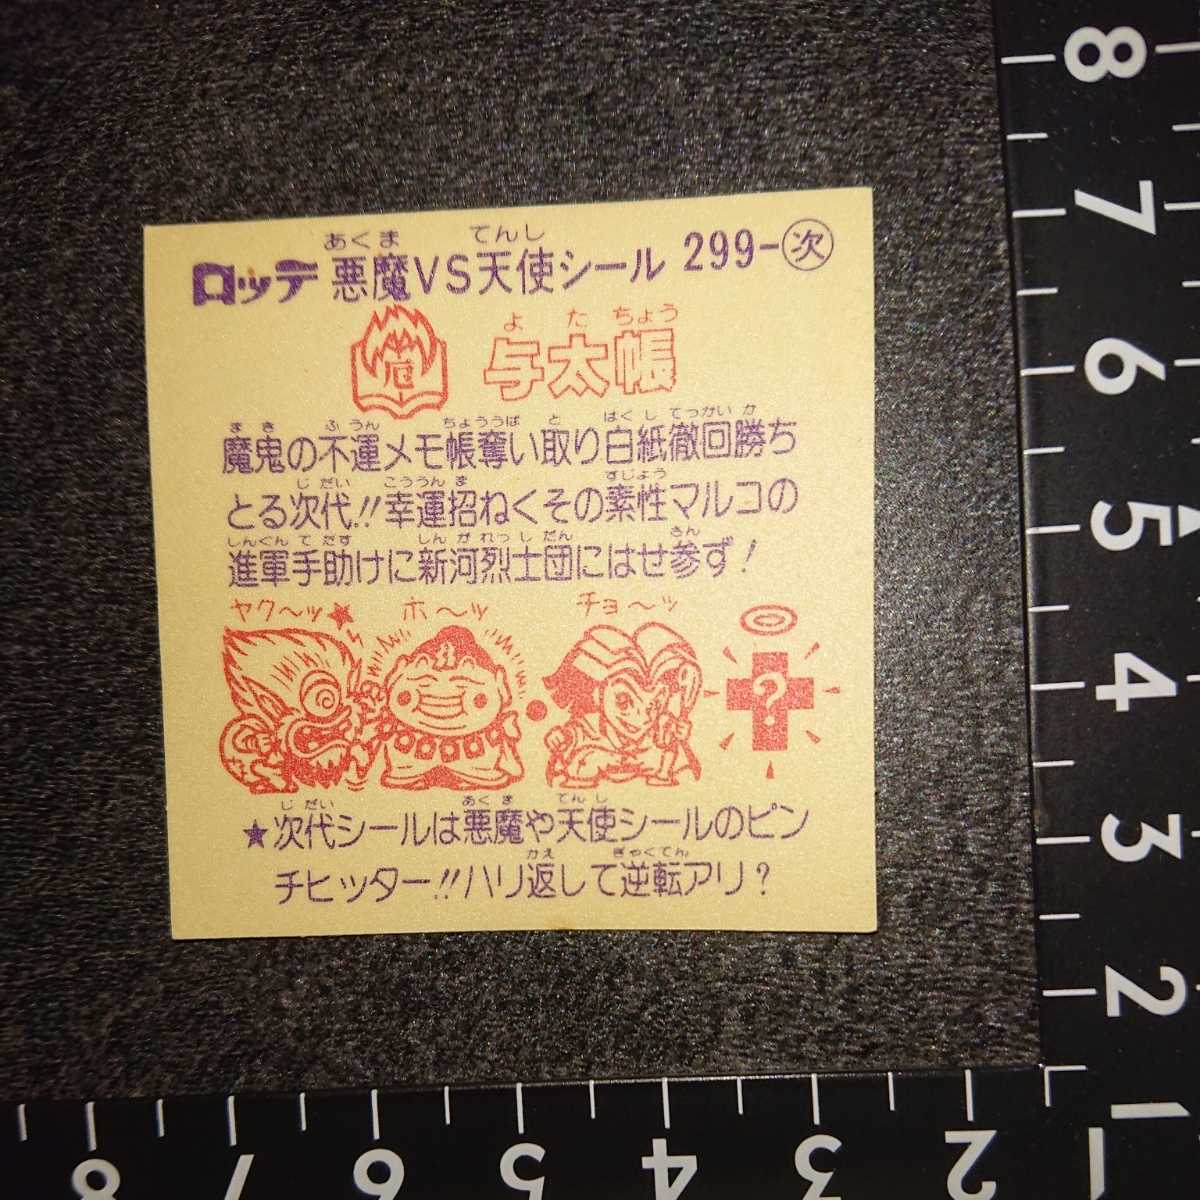 あくま てんし
ロッテ 悪魔VS天使シール 299-次
よ た ちょう
危 与太帳
ま き ふ うん ちょううば と はく し てっかい か
魔鬼の不運メモ帳奪い取り白紙徹回勝ち
じ だい こううん ま すじょう
とる次代!!幸運招ねくその素性マルコの
しんぐん て だす しん が れっ し だん さん
進軍手助けに新河烈士団にはせ参ず!
ヤク〜ッ★ ホ〜ッ チョ〜ッ
?
じ だい あく ま てん し
★次代シールは悪魔や天使シールのピン
かえ ぎゃくてん
チヒッター!!ハリ返して逆転アリ?
8
7
6
5
4
3
2
1
8 7 6 5 4 3 2 1